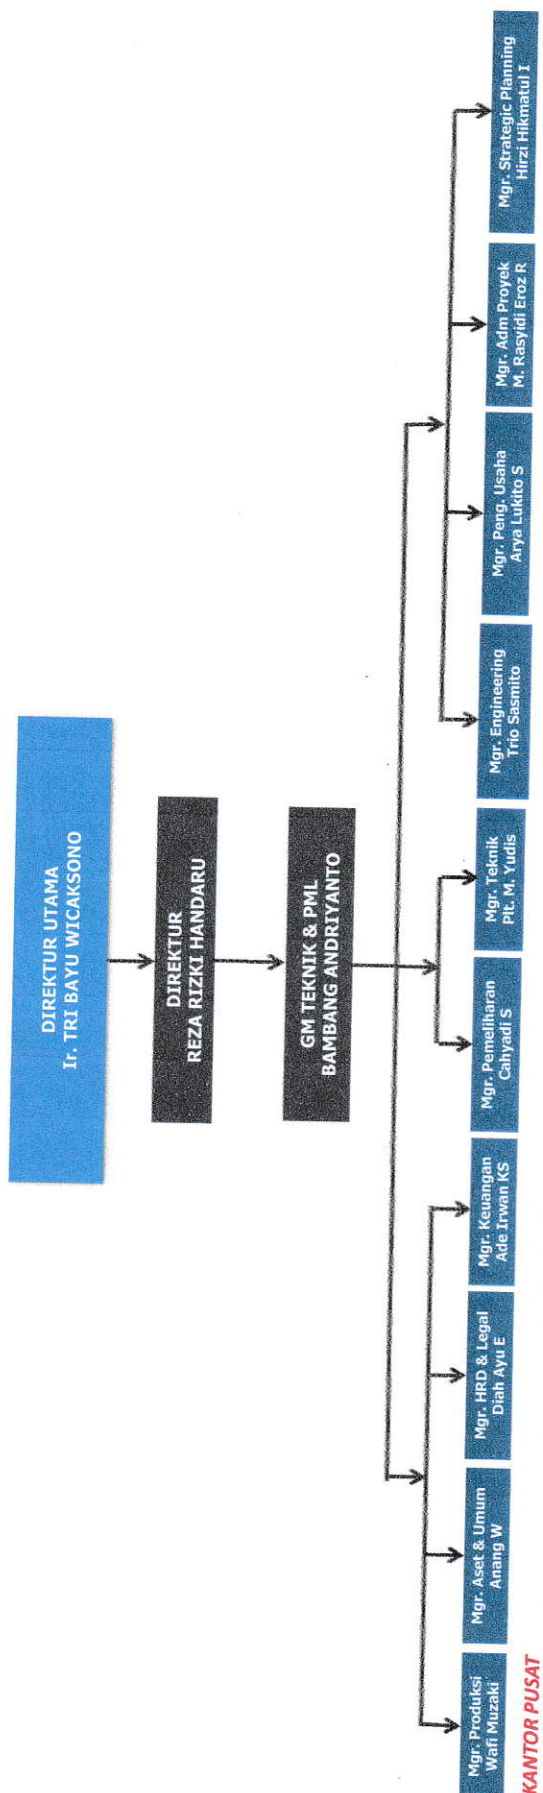 DIREKTUR UTAMA
Ir. TRI BAYU WICAKSONO
DIREKTUR
REZA RIZKI HANDARU
GM TEKNIK & PML
BAMBANG ANDRIYANTO
Mgr. Produksi
Wafi Muzaki
Mgr. Aset & Umum
Anang W
Mgr. HRD & Legal
Diah Ayu E
Mgr. Keuangan
Ade Irwan KS
Mgr. Pemeliharan
Cahyadi S
Mgr. Teknik
Plt. M. Yudis
Mgr. Engineering
Trio Sasmito
Mgr. Peng. Usaha
Arya Lukito S
Mgr. Adm Proyek
M. Rasyidi Eroz R
Mgr. Strategic Planning
Hirzi Hikmatul I
KANTOR PUSAT